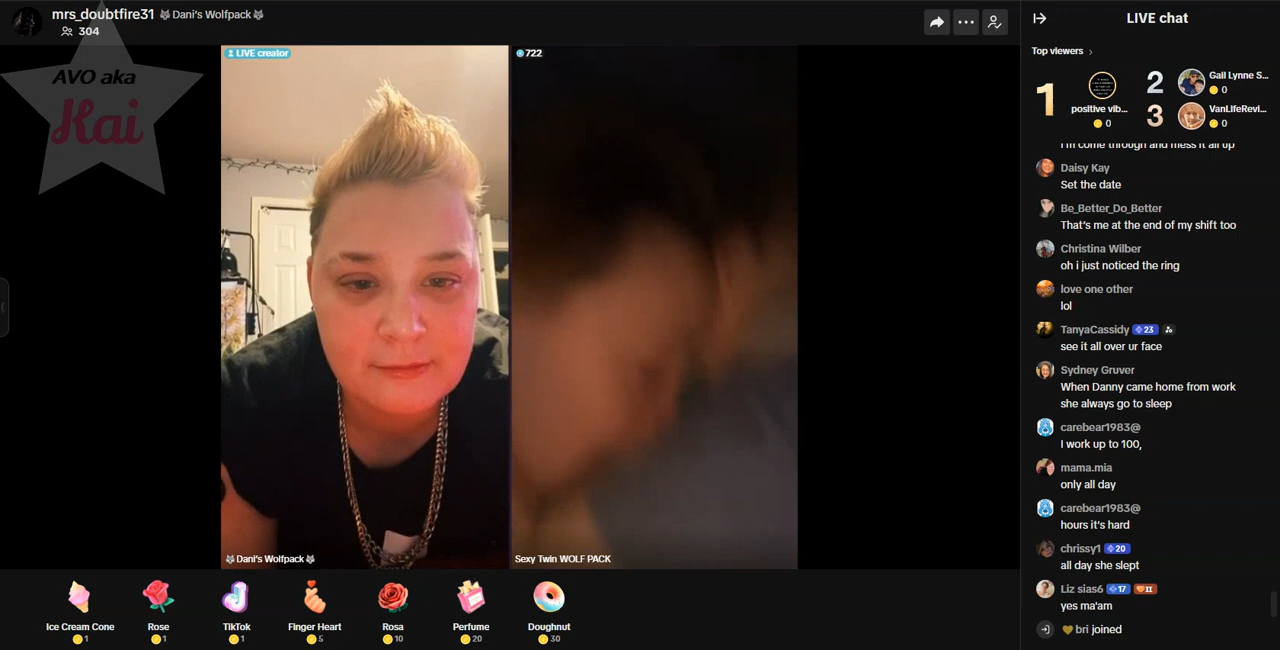 mrs_doubtfire31 🐺Dani's Wolfpack🐺
304
AVO aka
Kai
LIVE creator
722
🐺Dani's Wolfpack🐺
Sexy Twin WOLF PACK
Ice Cream Cone
1
Rose
1
TikTok
1
Finger Heart
5
Rosa
10
Perfume
20
Doughnut
30
LIVE chat
Top viewers
1
positive vib...
0
2
Gail Lynne S...
0
3
VanLifeRevi...
0
I'm come through and mess it all up
Daisy Kay
Set the date
Be_Better_Do_Better
That's me at the end of my shift too
Christina Wilber
oh i just noticed the ring
love one other
lol
TanyaCassidy 23
see it all over ur face
Sydney Gruver
When Danny came home from work
she always go to sleep
carebear1983@
I work up to 100,
mama.mia
only all day
carebear1983@
hours it's hard
chrissy1 20
all day she slept
Liz sias6 17 II
yes ma'am
bri joined